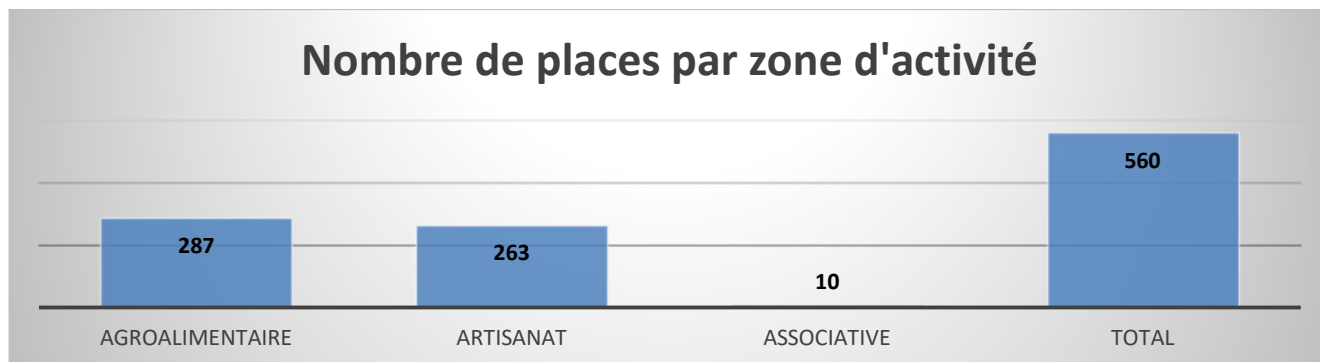 Nombre de places par zone d'activité
560
287
263
10
AGROALIMENTAIRE
ARTISANAT
ASSOCIATIVE
TOTAL